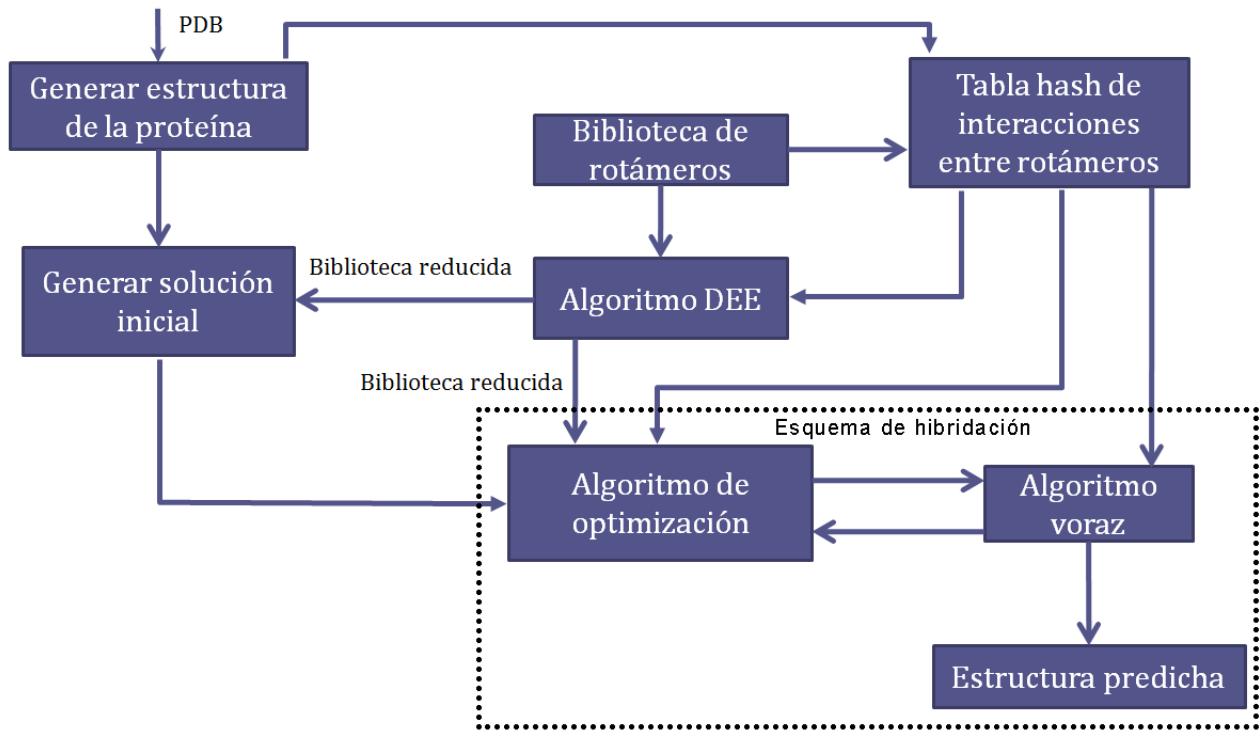 PDB
Generar estructura
de la proteína
Tabla hash de
interacciones
entre rotámeros
Biblioteca de
rotámeros
Generar solución
inicial
Biblioteca reducida
Algoritmo DEE
Biblioteca reducida
Esquema de hibridación
Algoritmo de
optimización
Algoritmo
voraz
Estructura predicha